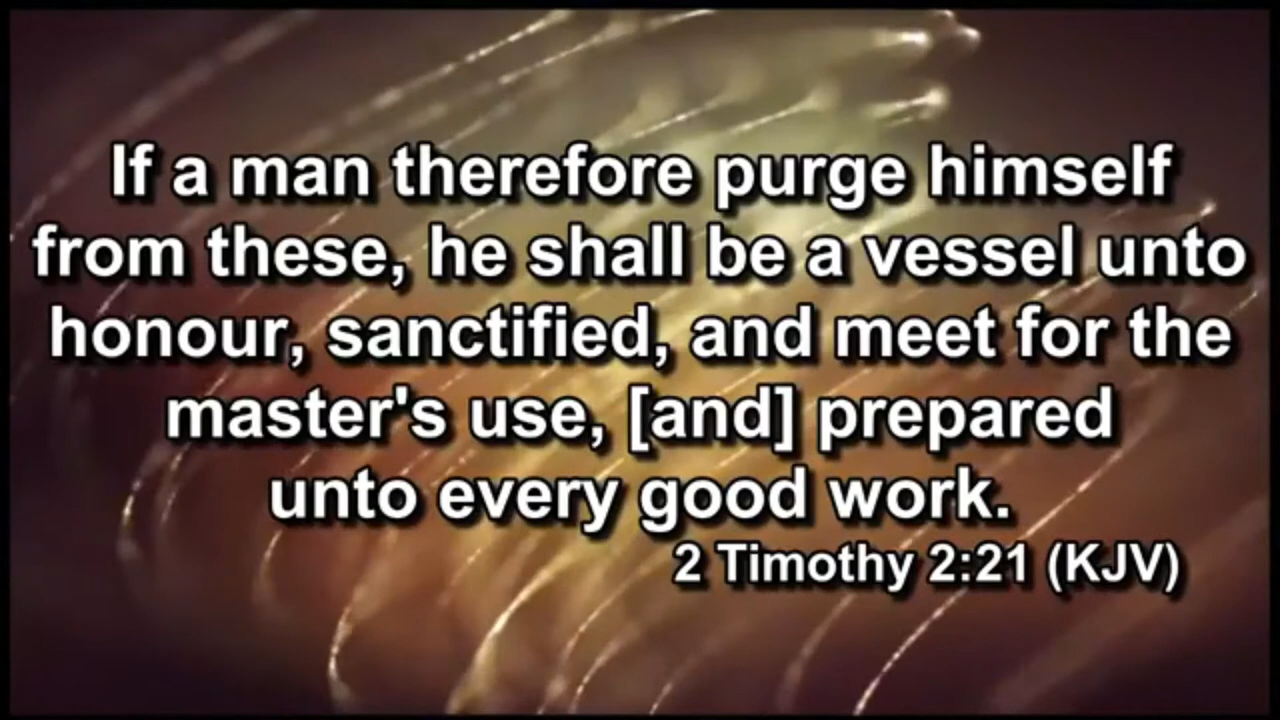 If a man therefore purge himself
from these, he shall be a vessel unto
honour, sanctified, and meet for the
master's use, [and] prepared
unto every good work.
2 Timothy 2:21 (KJV)